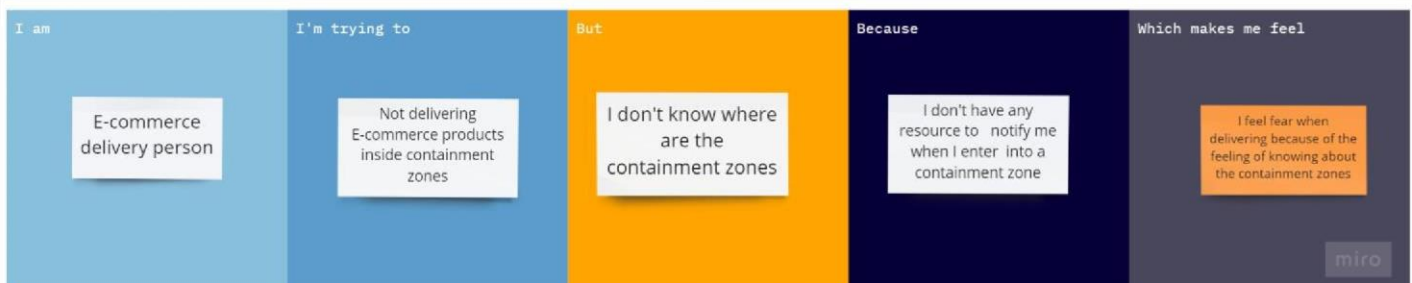 I am
E-commerce
delivery person
I'm trying to
Not delivering
E-commerce products
inside containment
zones
But
I don't know where
are the
containment zones
Because
I don't have any
resource to notify me
when I enter into a
containment zone
Which makes me feel
I feel fear when
delivering because of the
feeling of knowing about
the containment zones
miro